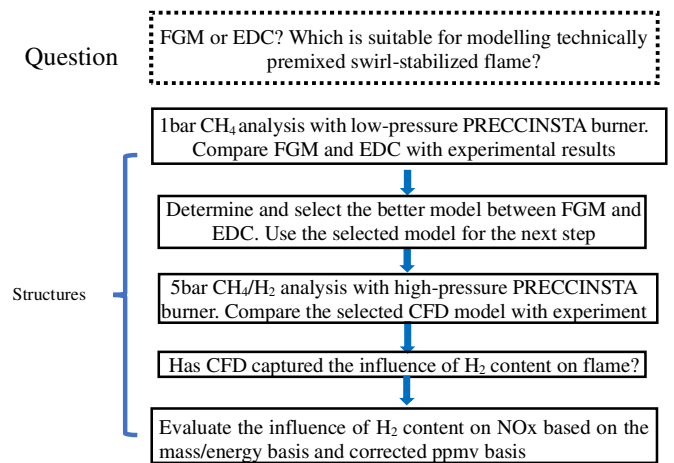 Question
FGM or EDC? Which is suitable for modelling technically
premixed swirl-stabilized flame?
Structures
1bar CH₄ analysis with low-pressure PRECCINSTA burner.
Compare FGM and EDC with experimental results
Determine and select the better model between FGM and
EDC. Use the selected model for the next step
5bar CH₄/H₂ analysis with high-pressure PRECCINSTA
burner. Compare the selected CFD model with experiment
Has CFD captured the influence of H₂ content on flame?
Evaluate the influence of H₂ content on NOx based on the
mass/energy basis and corrected ppmv basis